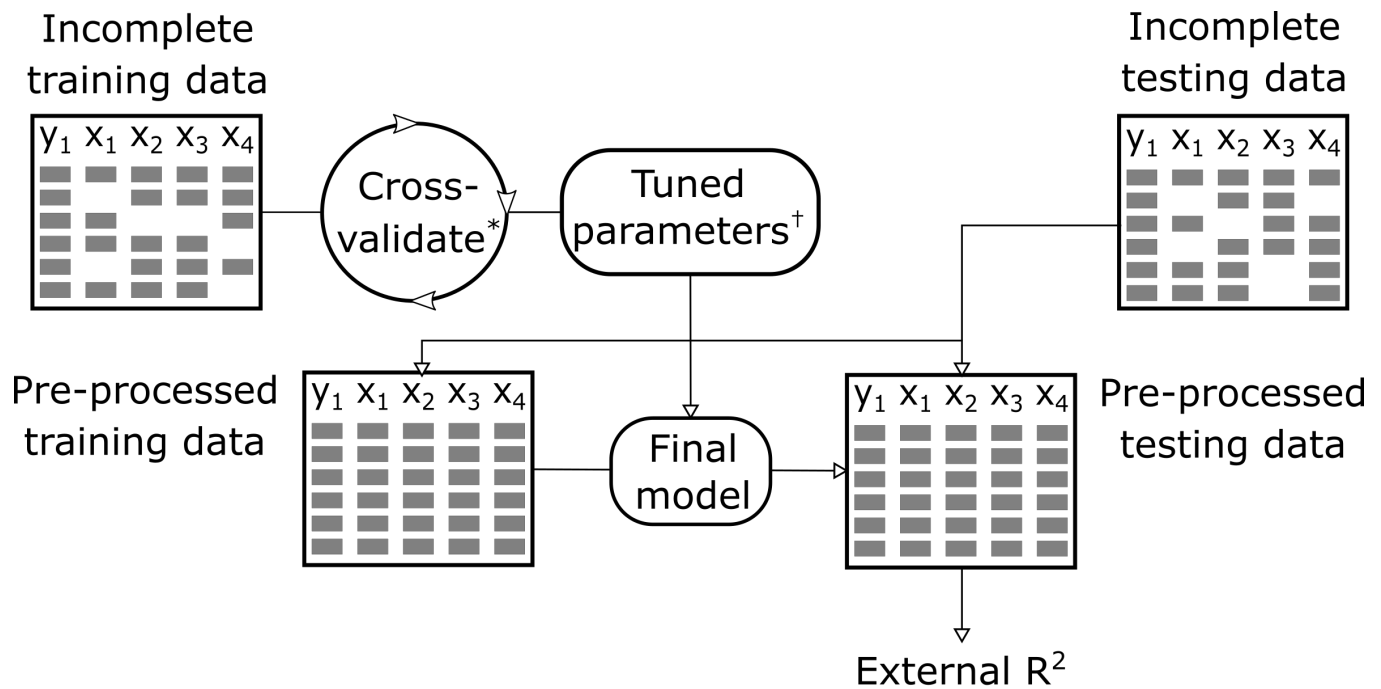 Incomplete
training data
y₁ x₁ x₂ x₃ x₄
Cross-
validate*
Tuned
parameters†
Incomplete
testing data
y₁ x₁ x₂ x₃ x₄
Pre-processed
training data
y₁ x₁ x₂ x₃ x₄
Final
model
y₁ x₁ x₂ x₃ x₄
Pre-processed
testing data
External R²